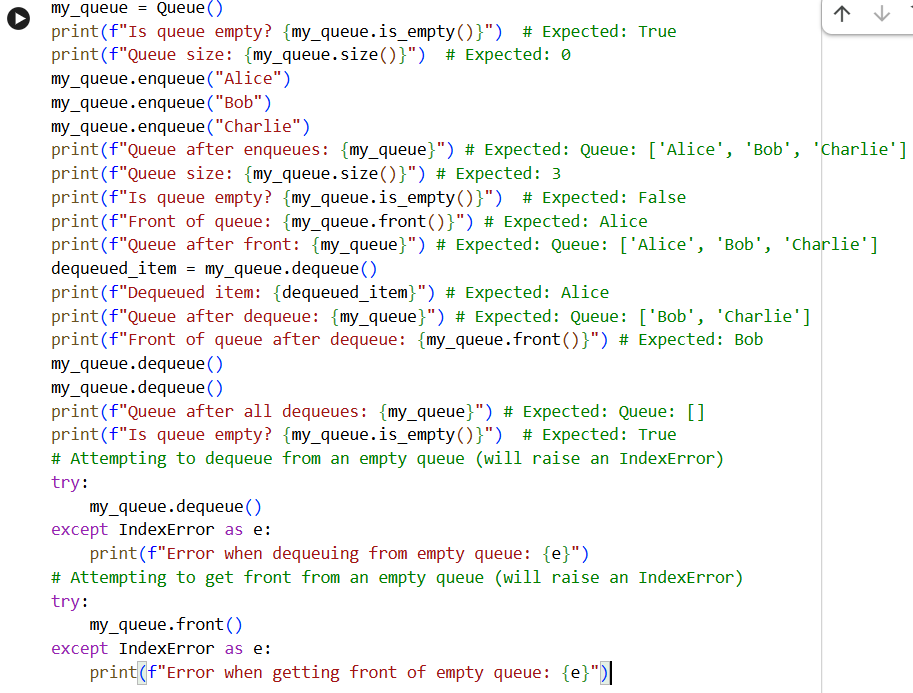 my_queue = Queue()
print(f"Is queue empty? {my_queue.is_empty()}")  # Expected: True
print(f"Queue size: {my_queue.size()}")  # Expected: 0
my_queue.enqueue("Alice")
my_queue.enqueue("Bob")
my_queue.enqueue("Charlie")
print(f"Queue after enqueues: {my_queue}") # Expected: Queue: ['Alice', 'Bob', 'Charlie']
print(f"Queue size: {my_queue.size()}") # Expected: 3
print(f"Is queue empty? {my_queue.is_empty()}")  # Expected: False
print(f"Front of queue: {my_queue.front()}") # Expected: Alice
print(f"Queue after front: {my_queue}") # Expected: Queue: ['Alice', 'Bob', 'Charlie']
dequeued_item = my_queue.dequeue()
print(f"Dequeued item: {dequeued_item}") # Expected: Alice
print(f"Queue after dequeue: {my_queue}") # Expected: Queue: ['Bob', 'Charlie']
print(f"Front of queue after dequeue: {my_queue.front()}") # Expected: Bob
my_queue.dequeue()
my_queue.dequeue()
print(f"Queue after all dequeues: {my_queue}") # Expected: Queue: []
print(f"Is queue empty? {my_queue.is_empty()}")  # Expected: True
# Attempting to dequeue from an empty queue (will raise an IndexError)
try:
    my_queue.dequeue()
except IndexError as e:
    print(f"Error when dequeuing from empty queue: {e}")
# Attempting to get front from an empty queue (will raise an IndexError)
try:
    my_queue.front()
except IndexError as e:
    print(f"Error when getting front of empty queue: {e}")